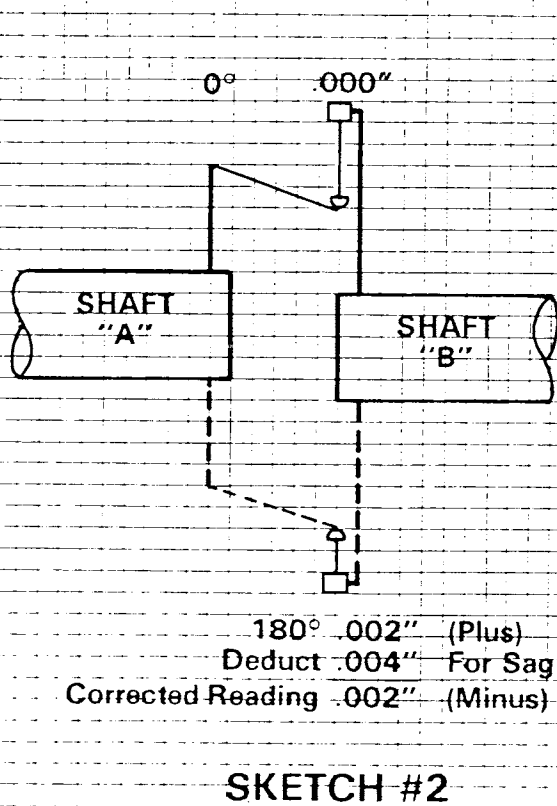 0° .000"
SHAFT
"A"
SHAFT
"B"
180° .002" (Plus)
Deduct .004" For Sag
Corrected Reading .002" (Minus)
SKETCH #2